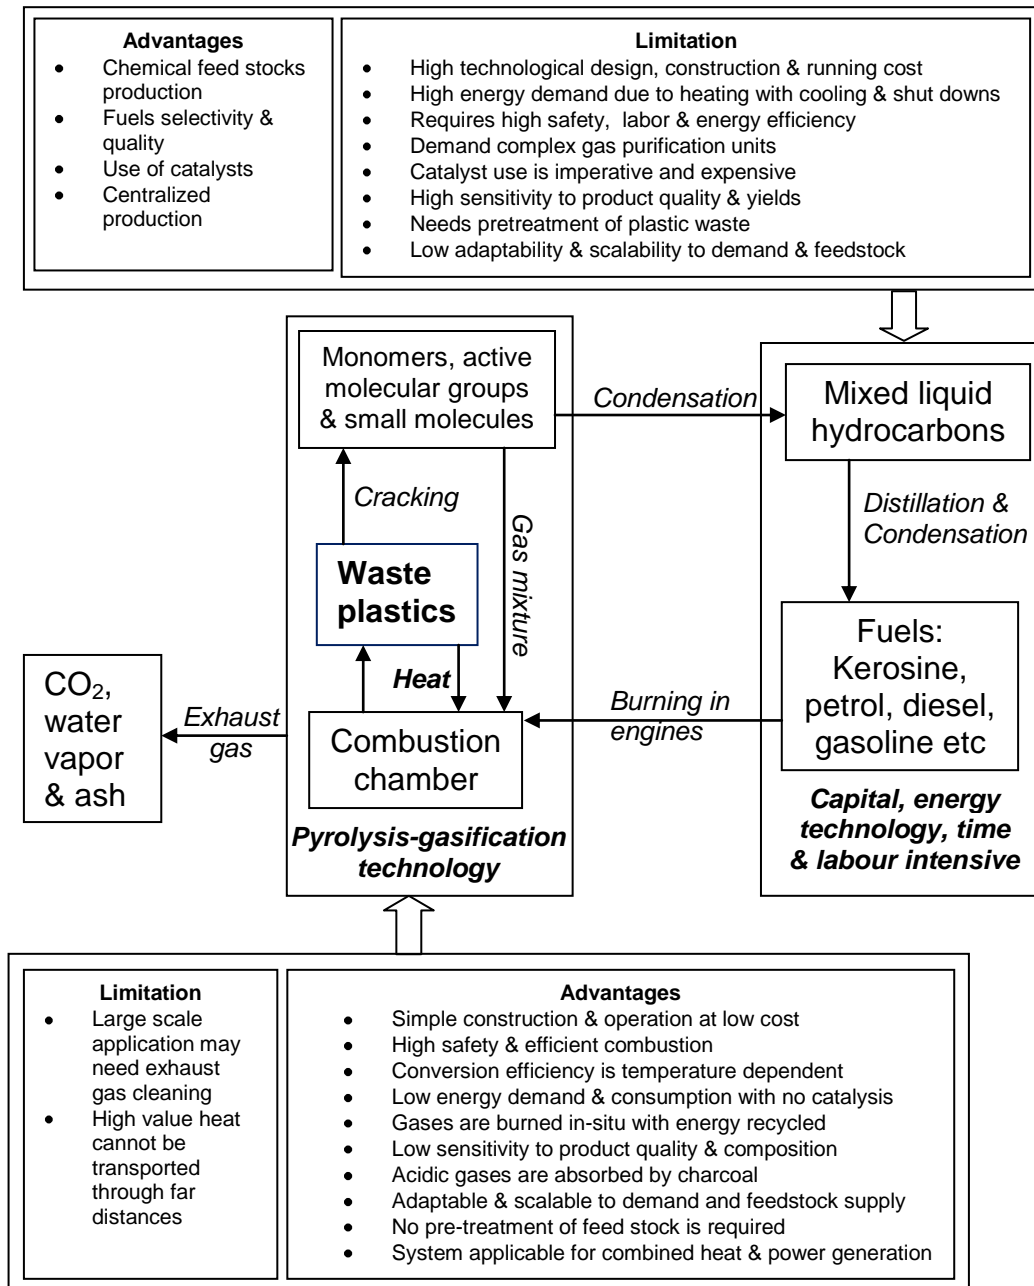 Advantages
• Chemical feed stocks
production
• Fuels selectivity &
quality
• Use of catalysts
• Centralized
production
Limitation
• High technological design, construction & running cost
• High energy demand due to heating with cooling & shut downs
• Requires high safety, labor & energy efficiency
• Demand complex gas purification units
• Catalyst use is imperative and expensive
• High sensitivity to product quality & yields
• Needs pretreatment of plastic waste
• Low adaptability & scalability to demand & feedstock
Monomers, active
molecular groups
& small molecules
Condensation
Mixed liquid
hydrocarbons
Cracking
Gas mixture
Distillation &
Condensation
Waste
plastics
Heat
Fuels:
Kerosine,
petrol, diesel,
gasoline etc
Burning in
engines
CO₂,
water
vapor
& ash
Exhaust
gas
Combustion
chamber
Pyrolysis-gasification
technology
Capital, energy
technology, time
& labour intensive
Limitation
• Large scale
application may
need exhaust
gas cleaning
• High value heat
cannot be
transported
through far
distances
Advantages
• Simple construction & operation at low cost
• High safety & efficient combustion
• Conversion efficiency is temperature dependent
• Low energy demand & consumption with no catalysis
• Gases are burned in-situ with energy recycled
• Low sensitivity to product quality & composition
• Acidic gases are absorbed by charcoal
• Adaptable & scalable to demand and feedstock supply
• No pre-treatment of feed stock is required
• System applicable for combined heat & power generation